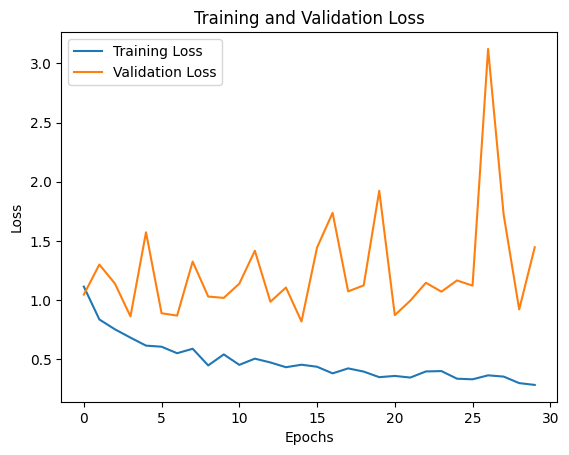 Training and Validation Loss
Training Loss
Validation Loss
3.0
2.5
2.0
1.5
1.0
0.5
Loss
0 5 10 15 20 25 30
Epochs